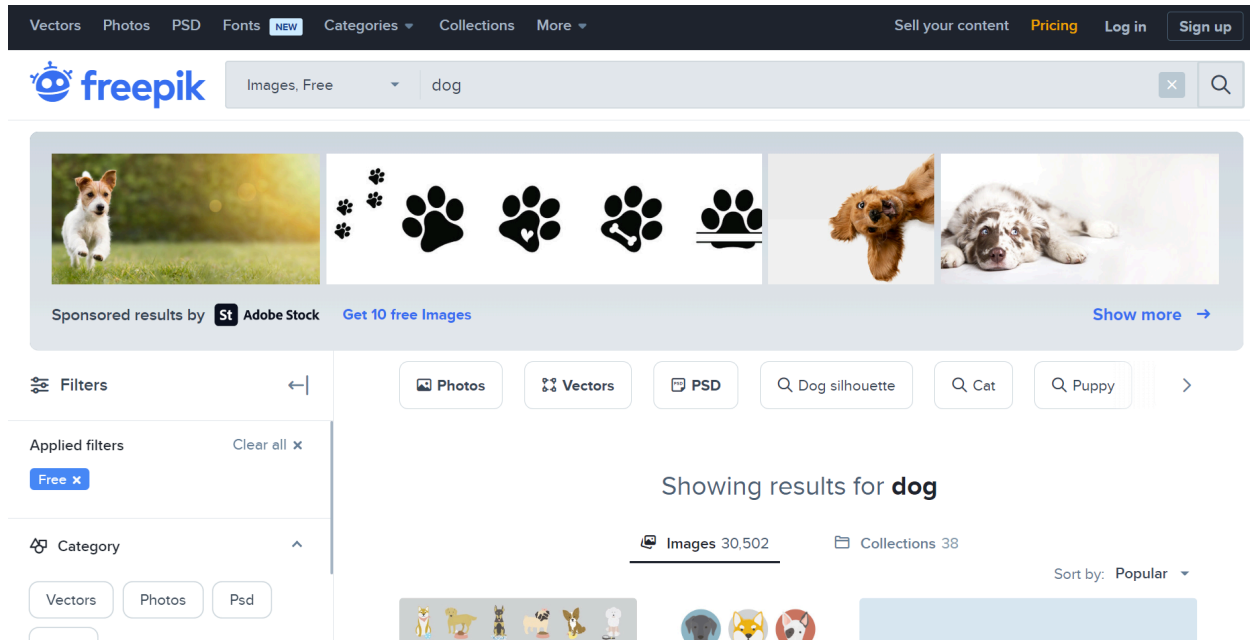 Vectors Photos PSD Fonts NEW Categories Collections More Sell your content Pricing Log in Sign up
freepik Images, Free dog
Sponsored results by St Adobe Stock Get 10 free Images Show more
Filters
Photos Vectors PSD PSD Dog silhouette Cat Puppy
Applied filters Clear all ×
Free ×
Showing results for dog
Category
Images 30,502 Collections 38
Sort by: Popular
Vectors Photos Psd